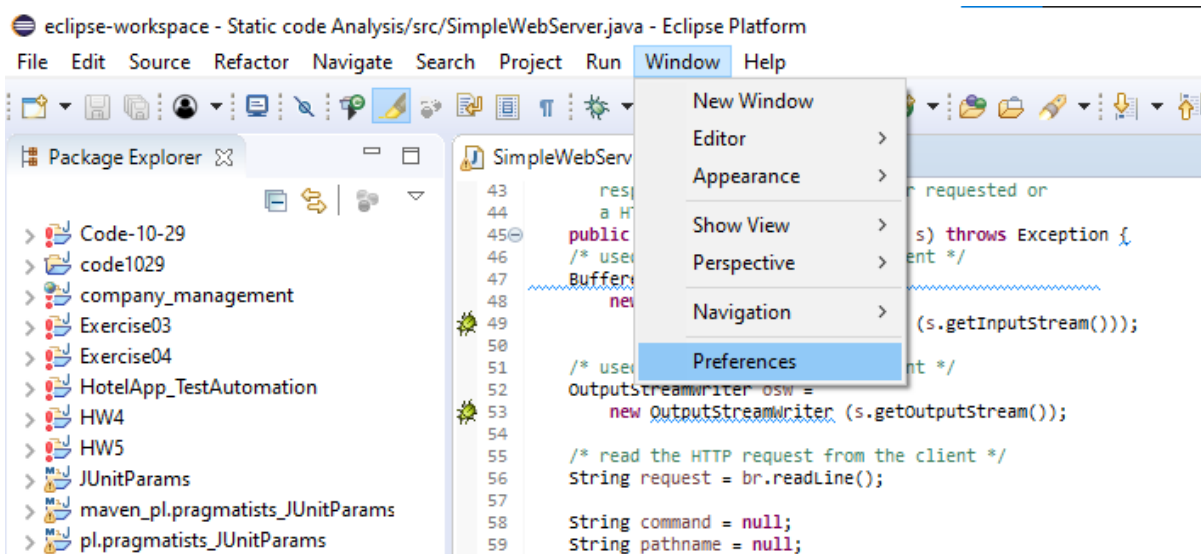 eclipse-workspace - Static code Analysis/src/SimpleWebServer.java - Eclipse Platform
File Edit Source Refactor Navigate Search Project Run Window Help
New Window
Editor
Appearance
Show View
Perspective
Navigation
Preferences
Package Explorer
Code-10-29
code1029
company_management
Exercise03
Exercise04
HotelApp_TestAutomation
HW4
HW5
JUnitParams
maven_pl.pragmatists_JUnitParams
pl.pragmatists_JUnitParams
SimpleWebServ
43 resp r requested or
44 a HT
45 public s) throws Exception {
46 /* used ent */
47 Buffere
48 new
49 (s.getInputStream()));
50
51 /* used nt */
52 OutputStreamWriter osw =
53 new OutputStreamWriter (s.getOutputStream());
54
55 /* read the HTTP request from the client */
56 String request = br.readLine();
57
58 String command = null;
59 String pathname = null;